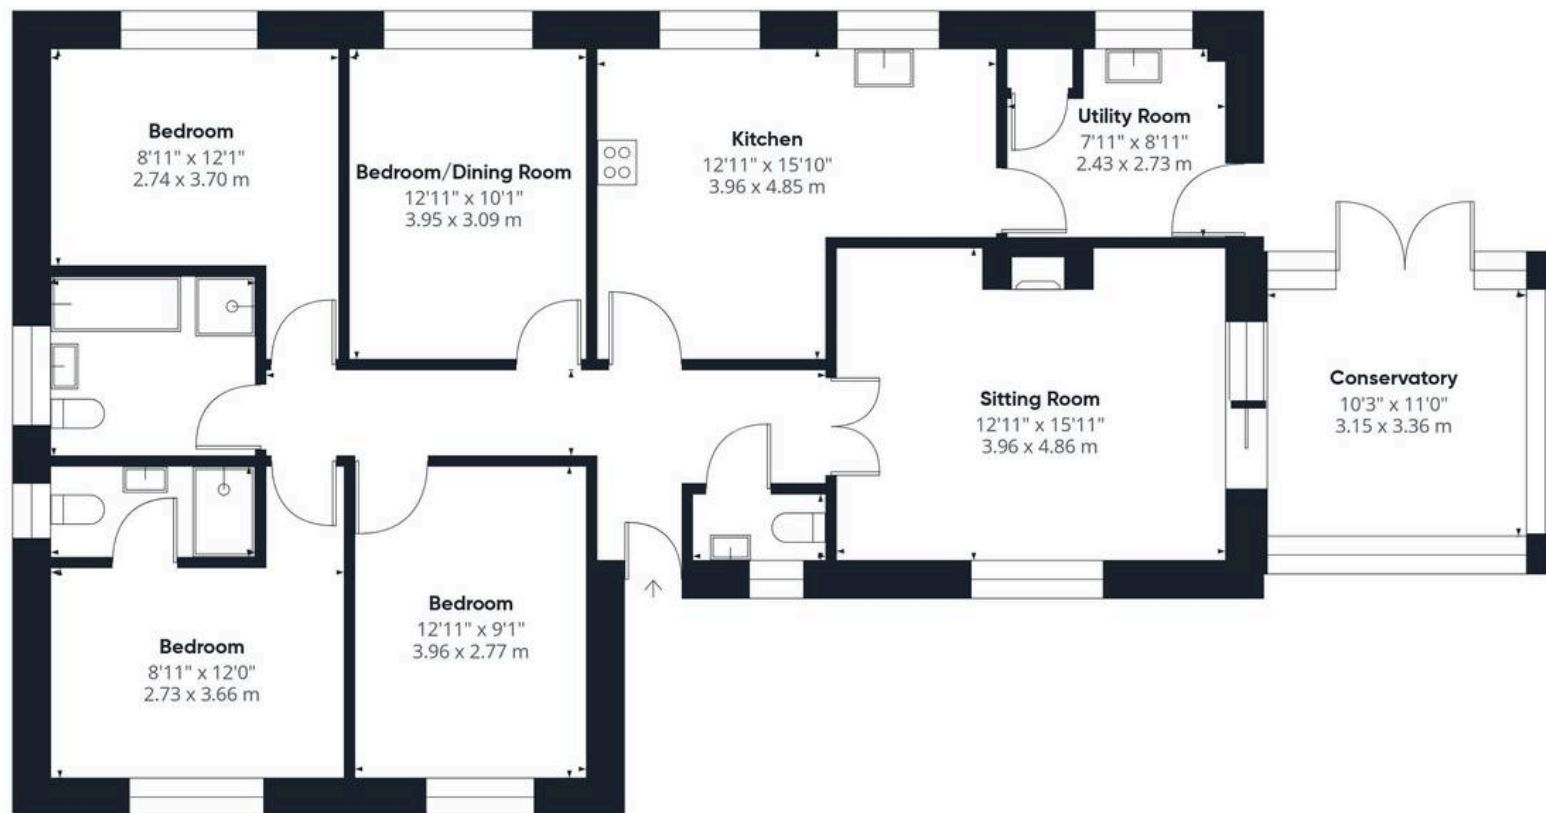 Bedroom
8'11" x 12'1"
2.74 x 3.70 m
Bedroom/Dining Room
12'11" x 10'1"
3.95 x 3.09 m
Kitchen
12'11" x 15'10"
3.96 x 4.85 m
Utility Room
7'11" x 8'11"
2.43 x 2.73 m
Sitting Room
12'11" x 15'11"
3.96 x 4.86 m
Conservatory
10'3" x 11'0"
3.15 x 3.36 m
Bedroom
8'11" x 12'0"
2.73 x 3.66 m
Bedroom
12'11" x 9'1"
3.96 x 2.77 m